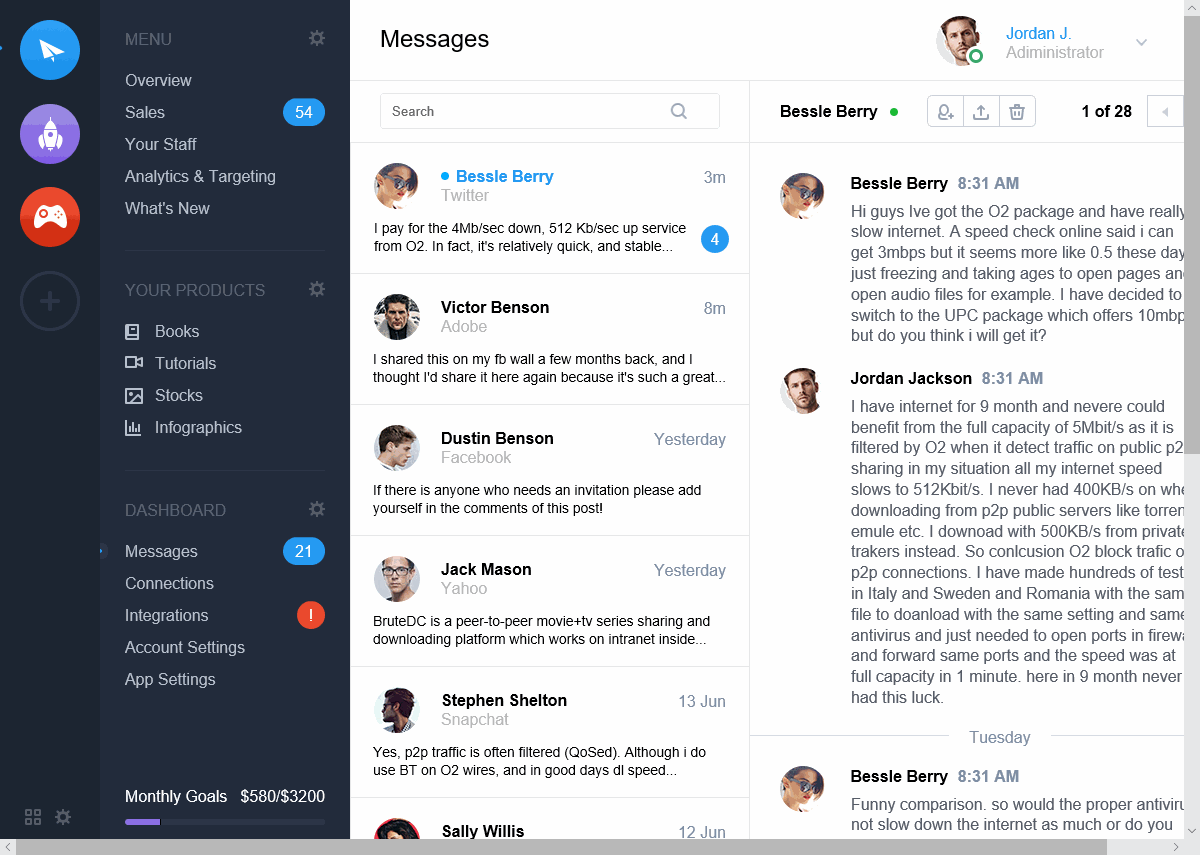 MENU
Overview
Sales
54
Your Staff
Analytics & Targeting
What's New
YOUR PRODUCTS
Books
Tutorials
Stocks
Infographics
DASHBOARD
Messages
21
Connections
Integrations
!
Account Settings
App Settings
Monthly Goals $580/$3200
Messages
Jordan J.
Adiministrator
Search
Bessle Berry
3m
Twitter
I pay for the 4Mb/sec down, 512 Kb/sec up service
from O2. In fact, it's relatively quick, and stable...
4
Victor Benson
8m
Adobe
I shared this on my fb wall a few months back, and I
thought I'd share it here again because it's such a great...
Dustin Benson
Yesterday
Facebook
If there is anyone who needs an invitation please add
yourself in the comments of this post!
Jack Mason
Yesterday
Yahoo
BruteDC is a peer-to-peer movie+tv series sharing and
downloading platform which works on intranet inside...
Stephen Shelton
13 Jun
Snapchat
Yes, p2p traffic is often filtered (QoSed). Although i do
use BT on O2 wires, and in good days dl speed...
Sally Willis
12 Jun
Bessle Berry
1 of 28
Bessle Berry 8:31 AM
Hi guys Ive got the O2 package and have really
slow internet. A speed check online said i can
get 3mbps but it seems more like 0.5 these day
just freezing and taking ages to open pages an
open audio files for example. I have decided to
switch to the UPC package which offers 10mbp
but do you think i will get it?
Jordan Jackson 8:31 AM
I have internet for 9 month and nevere could
benefit from the full capacity of 5Mbit/s as it is
filtered by O2 when it detect traffic on public p2
sharing in my situation all my internet speed
slows to 512Kbit/s. I never had 400KB/s on whe
downloading from p2p public servers like torren
emule etc. I downoad with 500KB/s from private
trakers instead. So conlcusion O2 block trafic o
p2p connections. I have made hundreds of test
in Italy and Sweden and Romania with the sam
file to doanload with the same setting and same
antivirus and just needed to open ports in firewa
and forward same ports and the speed was at
full capacity in 1 minute. here in 9 month never
had this luck.
Tuesday
Bessle Berry 8:31 AM
Funny comparison. so would the proper antiviru
not slow down the internet as much or do you